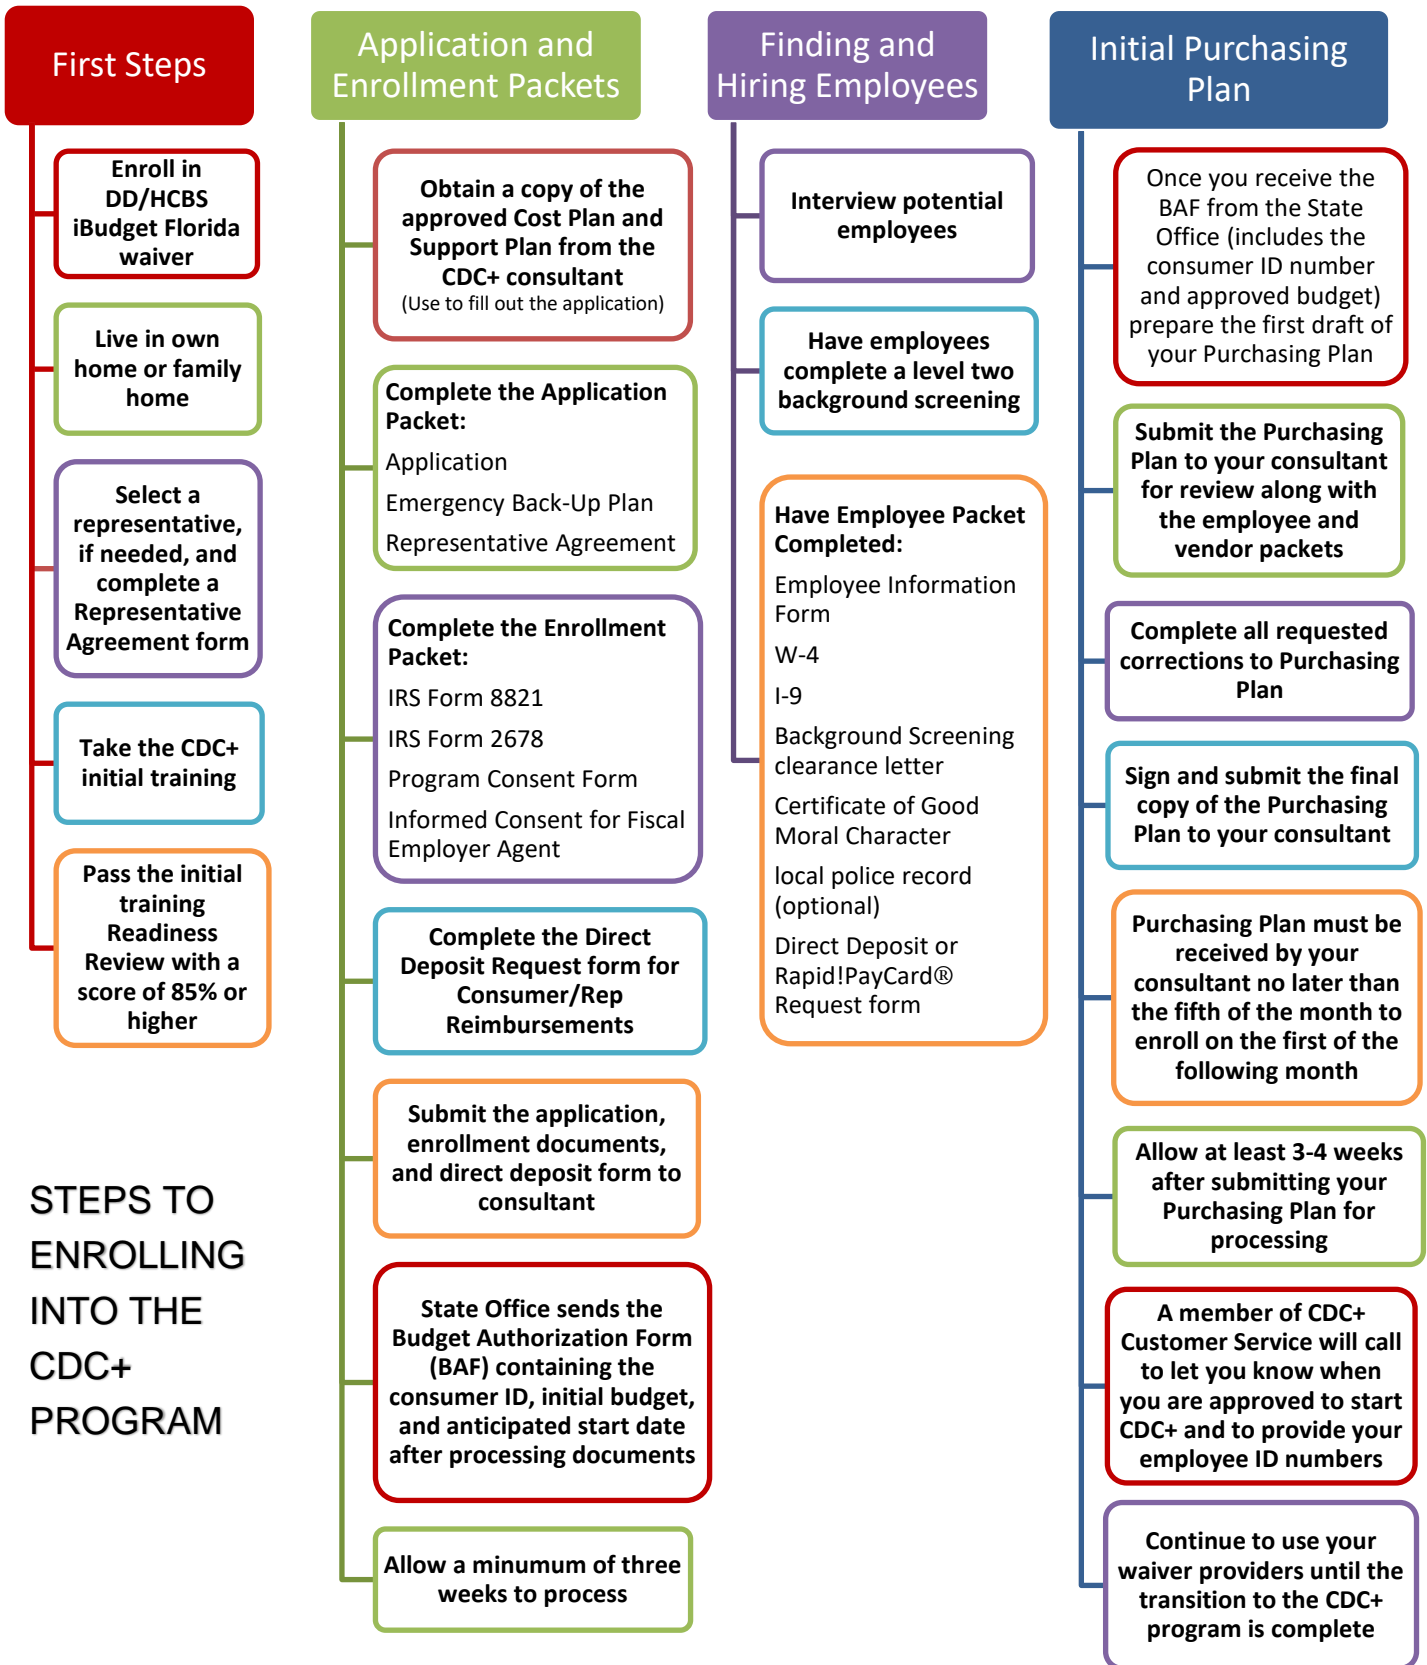 First Steps
Enroll in
DD/HCBS
iBudget Florida
waiver
Live in own
home or family
home
Select a
representative,
if needed, and
complete a
Representative
Agreement form
Take the CDC+
initial training
Pass the initial
training
Readiness
Review with a
score of 85% or
higher
STEPS TO
ENROLLING
INTO THE
CDC+
PROGRAM
Application and
Enrollment Packets
Obtain a copy of the
approved Cost Plan and
Support Plan from the
CDC+ consultant
(Use to fill out the application)
Complete the Application
Packet:
Application
Emergency Back-Up Plan
Representative Agreement
Complete the Enrollment
Packet:
IRS Form 8821
IRS Form 2678
Program Consent Form
Informed Consent for Fiscal
Employer Agent
Complete the Direct
Deposit Request form for
Consumer/Rep
Reimbursements
Submit the application,
enrollment documents,
and direct deposit form to
consultant
State Office sends the
Budget Authorization Form
(BAF) containing the
consumer ID, initial budget,
and anticipated start date
after processing documents
Allow a minumum of three
weeks to process
Finding and
Hiring Employees
Interview potential
employees
Have employees
complete a level two
background screening
Have Employee Packet
Completed:
Employee Information
Form
W-4
I-9
Background Screening
clearance letter
Certificate of Good
Moral Character
local police record
(optional)
Direct Deposit or
Rapid!PayCard®
Request form
Initial Purchasing
Plan
Once you receive the
BAF from the State
Office (includes the
consumer ID number
and approved budget)
prepare the first draft of
your Purchasing Plan
Submit the Purchasing
Plan to your consultant
for review along with
the employee and
vendor packets
Complete all requested
corrections to Purchasing
Plan
Sign and submit the final
copy of the Purchasing
Plan to your consultant
Purchasing Plan must be
received by your
consultant no later than
the fifth of the month to
enroll on the first of the
following month
Allow at least 3-4 weeks
after submitting your
Purchasing Plan for
processing
A member of CDC+
Customer Service will call
to let you know when
you are approved to start
CDC+ and to provide your
employee ID numbers
Continue to use your
waiver providers until the
transition to the CDC+
program is complete